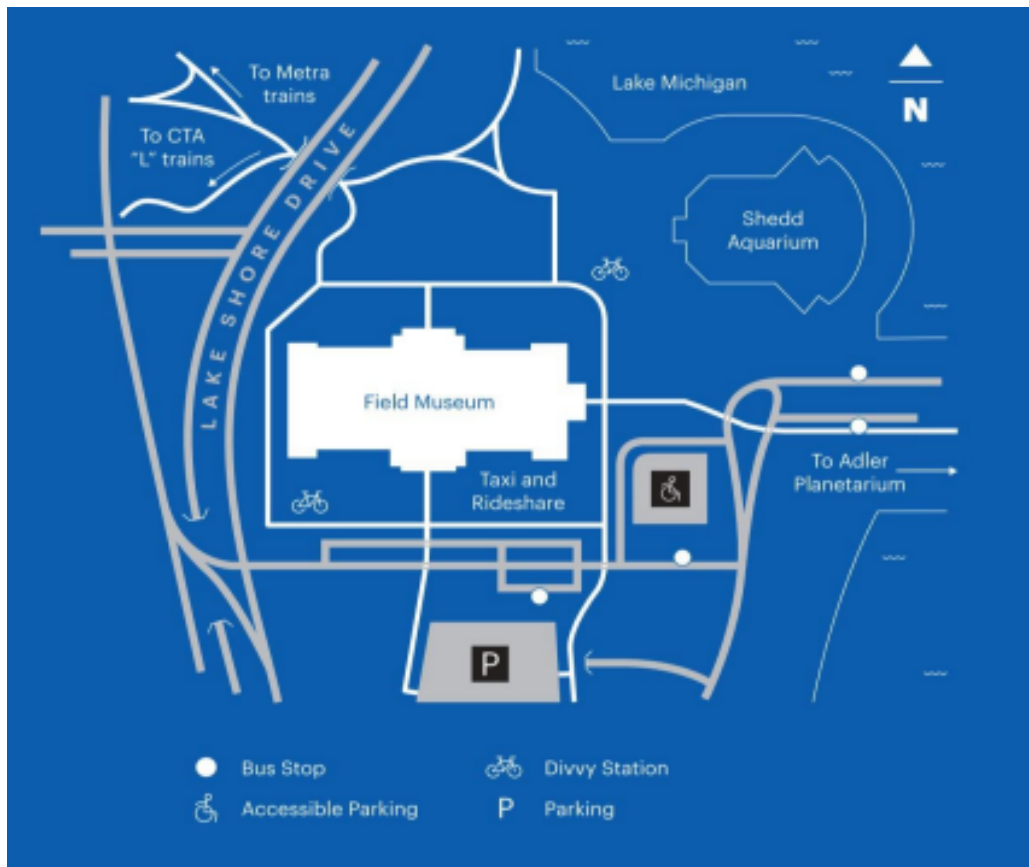 To Metra
trains
Lake Michigan
N
To CTA
"L" trains
LAKE SHORE DRIVE
Shedd
Aquarium
Field Museum
To Adler
Planetarium
Taxi and
Rideshare
P
Bus Stop
Divvy Station
Accessible Parking
P Parking